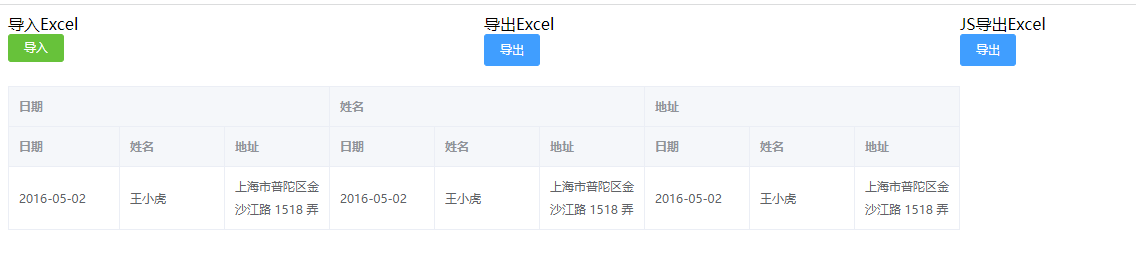 导入Excel 导出Excel JS导出Excel
导入 导出 导出
日期 姓名 地址
日期 姓名 地址 日期 姓名 地址 日期 姓名 地址
2016-05-02 王小虎 上海市普陀区金沙江路 1518 弄 2016-05-02 王小虎 上海市普陀区金沙江路 1518 弄 2016-05-02 王小虎 上海市普陀区金沙江路 1518 弄